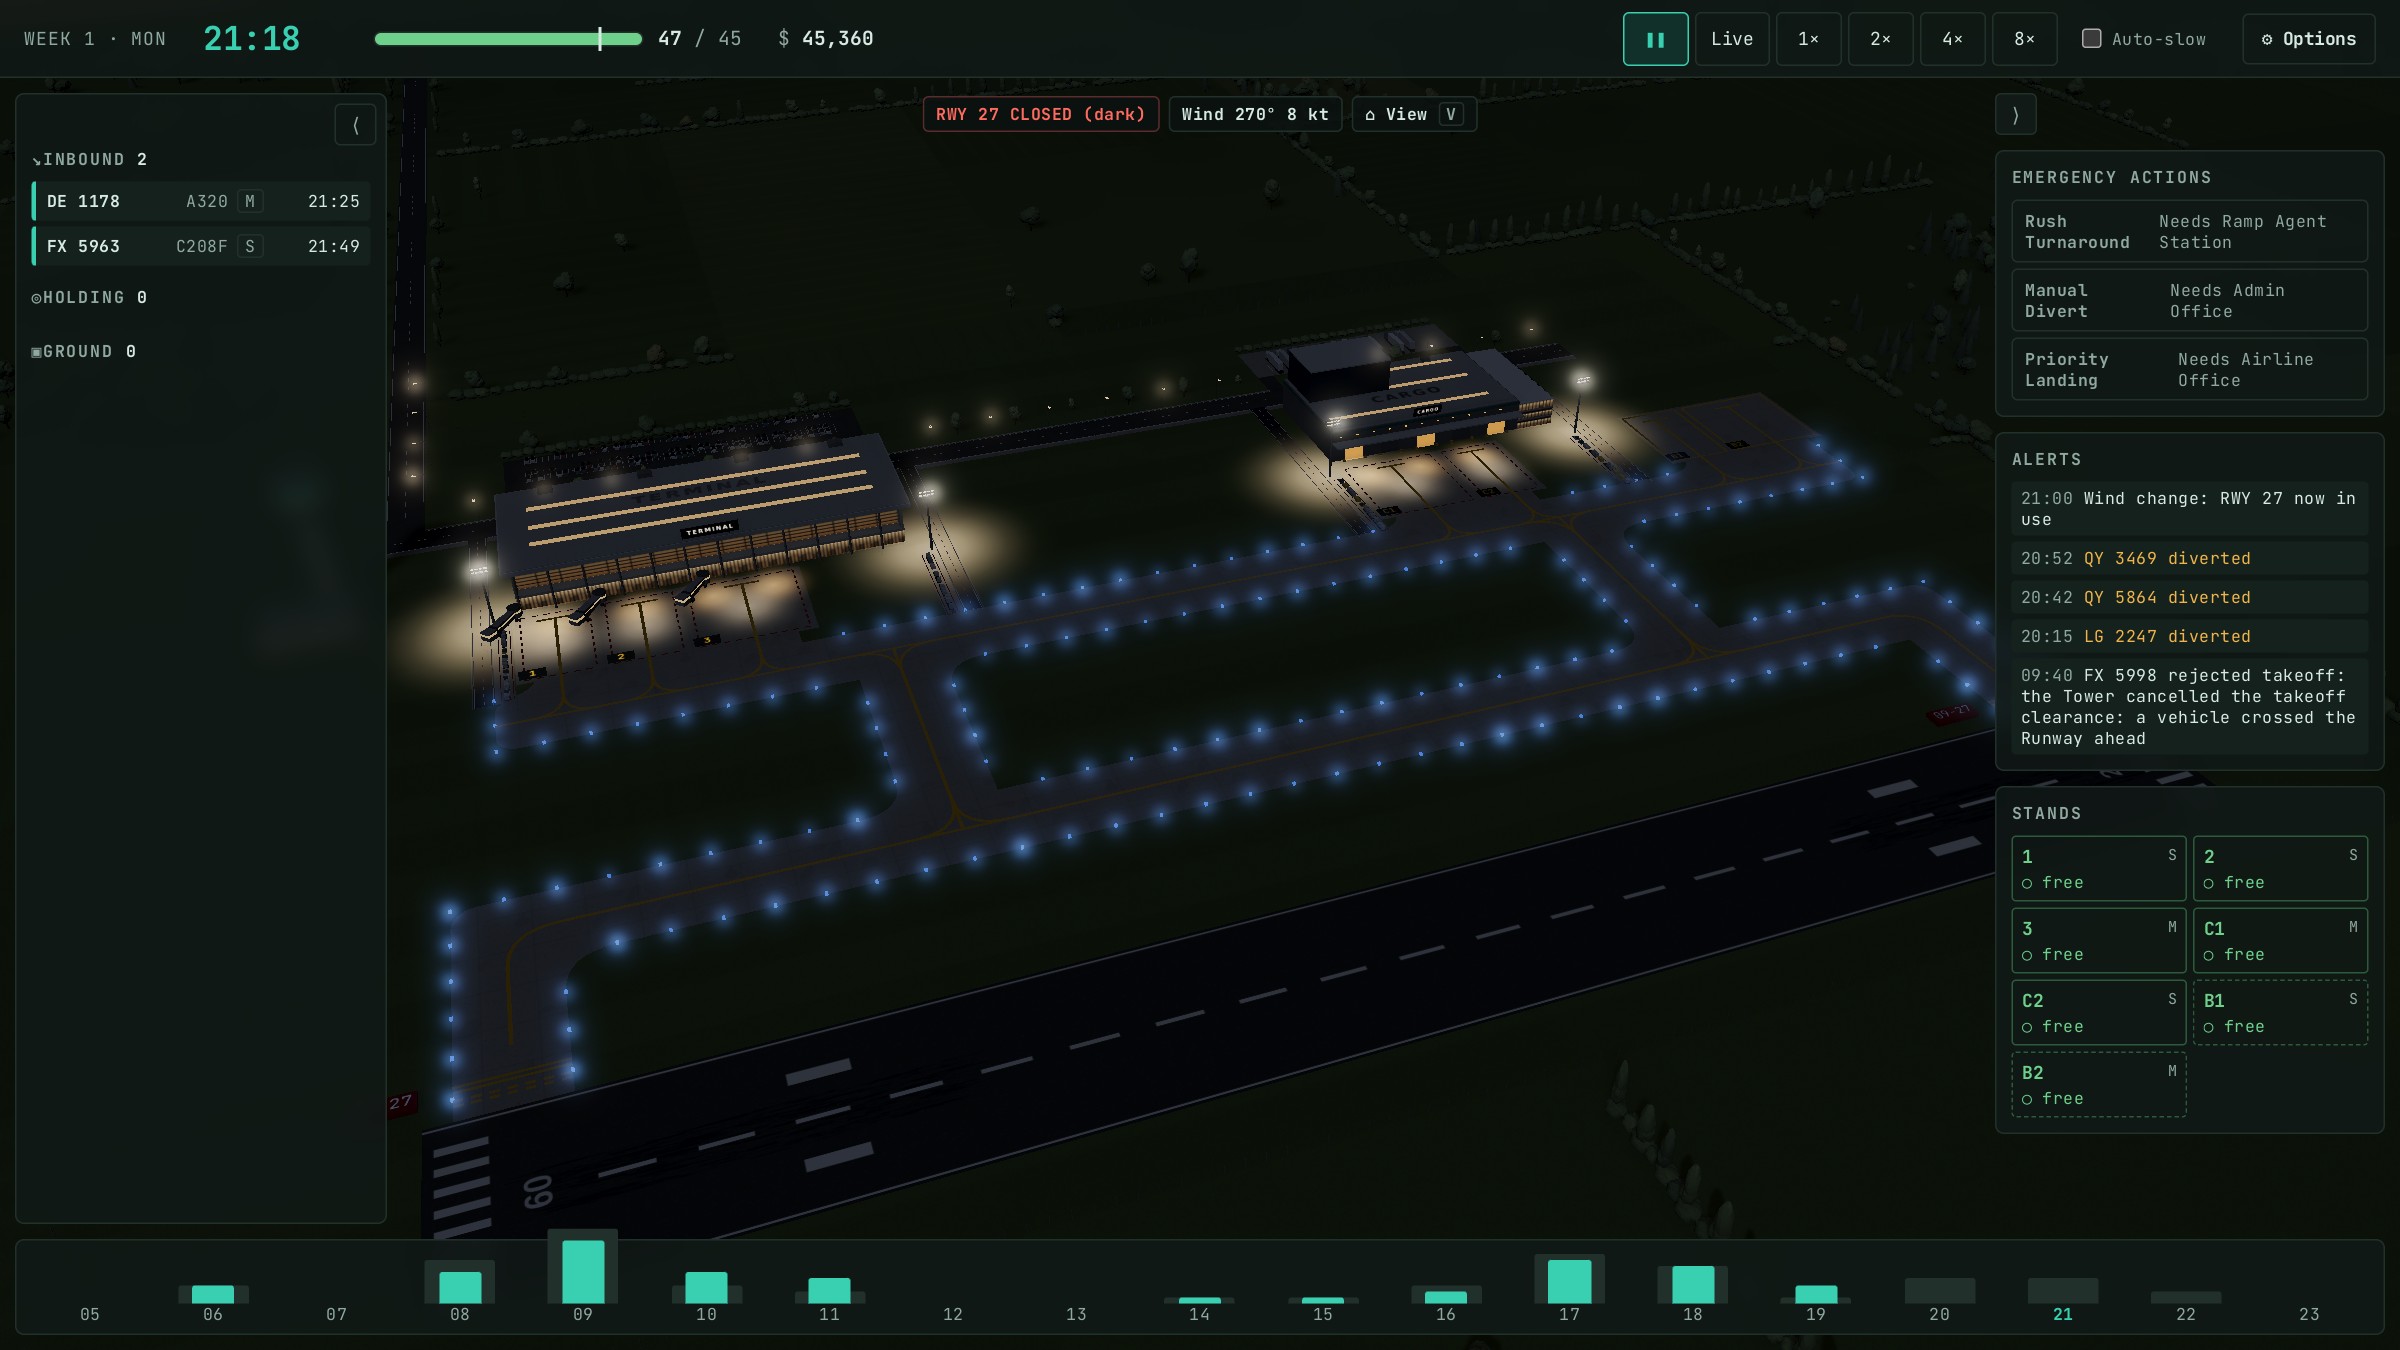 WEEK 1 · MON 21:18 47 / 45 $ 45,360 ❚❚ Live 1× 2× 4× 8× Auto-slow ⚙ Options
RWY 27 CLOSED (dark) Wind 270° 8 kt ⌂ View V
⟨
↘INBOUND 2
DE 1178 A320 M 21:25
FX 5963 C208F S 21:49
◎HOLDING 0
▣GROUND 0
TERMINAL
TERMINAL
1
2
3
CARGO
CARGO
09-27
27
09
⟩
EMERGENCY ACTIONS
Rush Turnaround
Needs Ramp Agent Station
Manual Divert
Needs Admin Office
Priority Landing
Needs Airline Office
ALERTS
21:00 Wind change: RWY 27 now in
use
20:52 QY 3469 diverted
20:42 QY 5864 diverted
20:15 LG 2247 diverted
09:40 FX 5998 rejected takeoff:
the Tower cancelled the takeoff
clearance: a vehicle crossed the
Runway ahead
STANDS
1 S
○ free
2 S
○ free
3 M
○ free
C1 M
○ free
C2 S
○ free
B1 S
○ free
B2 M
○ free
05 06 07 08 09 10 11 12 13 14 15 16 17 18 19 20 21 22 23